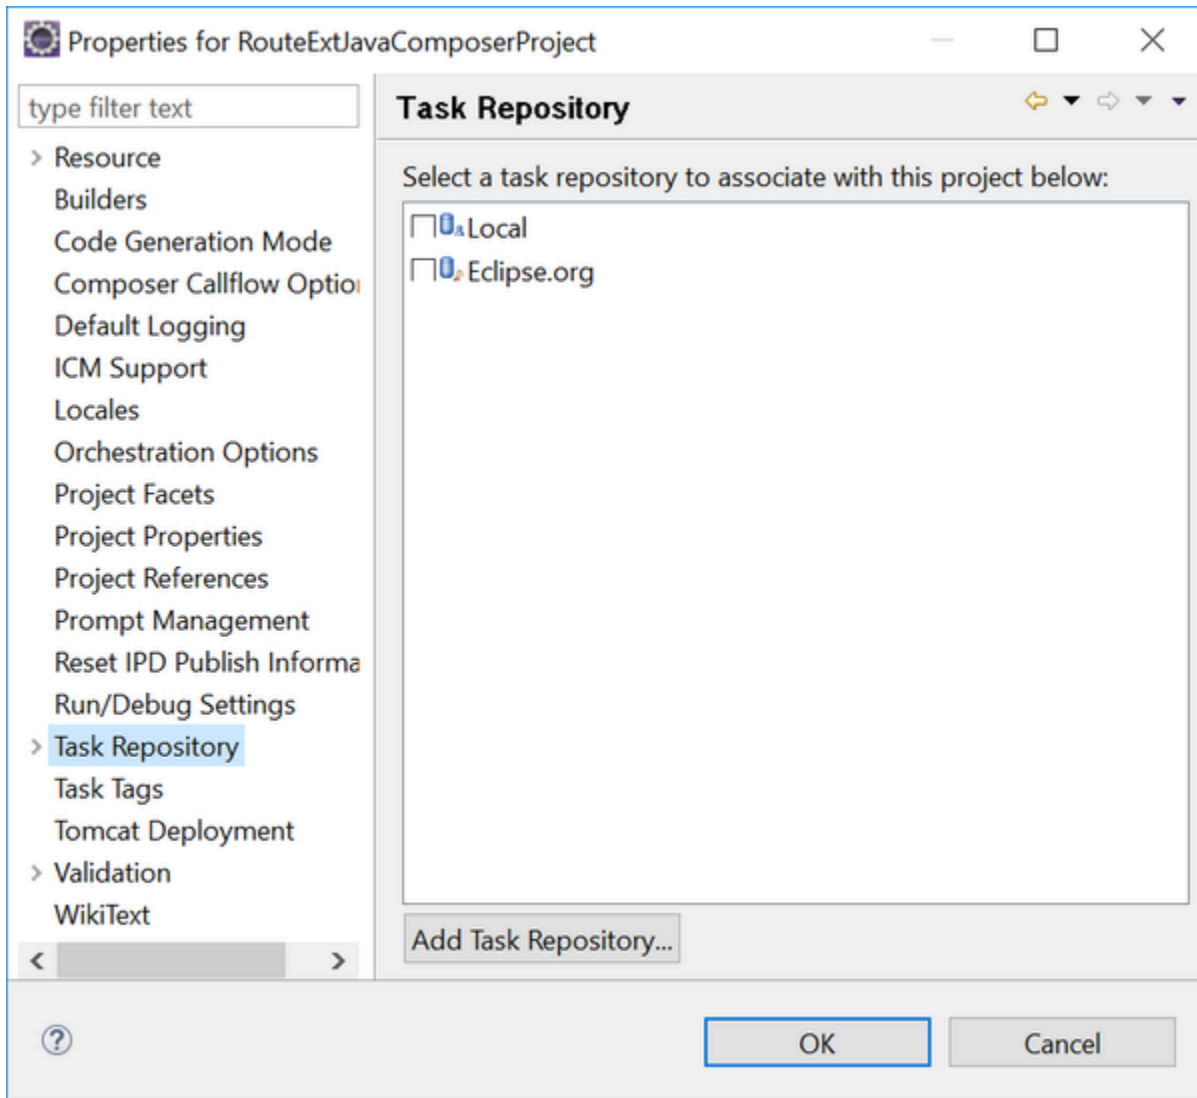 Properties for RouteExtJavaComposerProject
type filter text
Task Repository
Resource
Builders
Code Generation Mode
Composer Callflow Optio
Default Logging
ICM Support
Locales
Orchestration Options
Project Facets
Project Properties
Project References
Prompt Management
Reset IPD Publish Informa
Run/Debug Settings
Task Repository
Task Tags
Tomcat Deployment
Validation
WikiText
Select a task repository to associate with this project below:
Local
Eclipse.org
Add Task Repository...
OK
Cancel